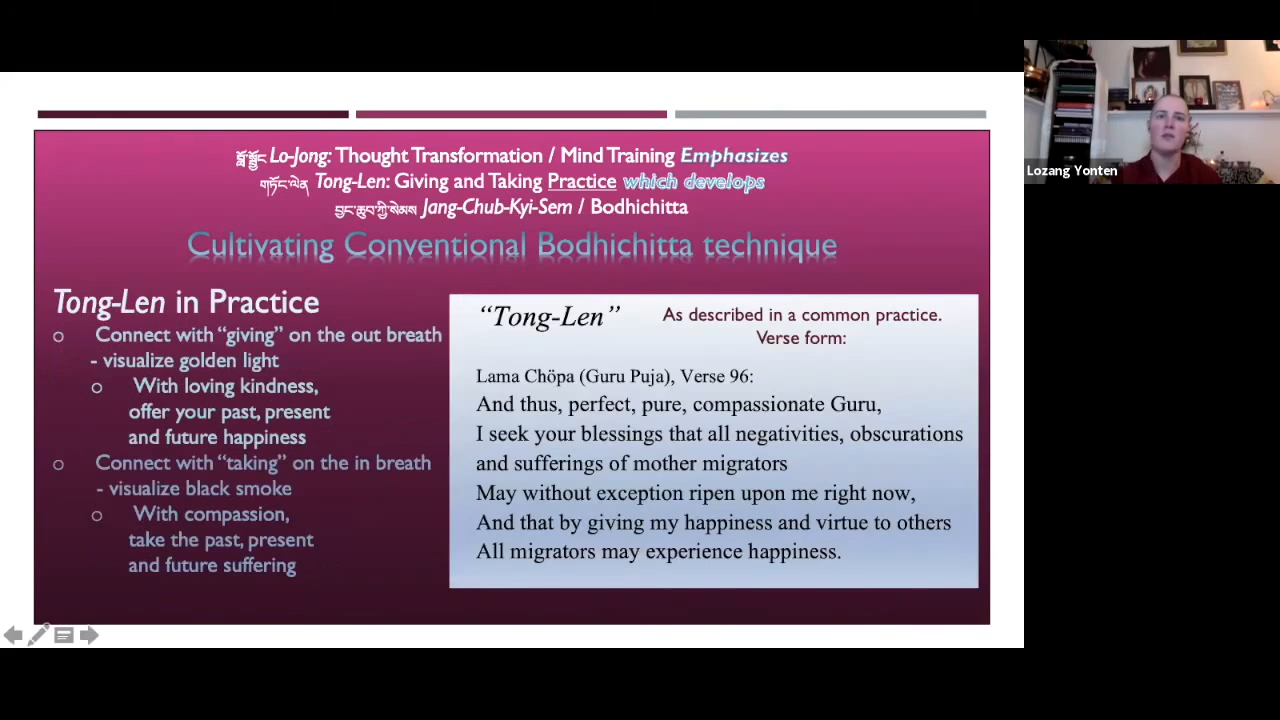 བློ་སྦྱོང Lo-Jong: Thought Transformation / Mind Training Emphasizes
གཏོང་ལེན Tong-Len: Giving and Taking Practice which develops
བྱང་ཆུབ་ཀྱི་སེམས Jang-Chub-Kyi-Sem / Bodhichitta
Cultivating Conventional Bodhichitta technique
Tong-Len in Practice
Connect with “giving” on the out breath
- visualize golden light
With loving kindness,
offer your past, present
and future happiness
Connect with “taking” on the in breath
- visualize black smoke
With compassion,
take the past, present
and future suffering
“Tong-Len”
As described in a common practice.
Verse form:
Lama Chöpa (Guru Puja), Verse 96:
And thus, perfect, pure, compassionate Guru,
I seek your blessings that all negativities, obscurations
and sufferings of mother migrators
May without exception ripen upon me right now,
And that by giving my happiness and virtue to others
All migrators may experience happiness.
Lozang Yonten